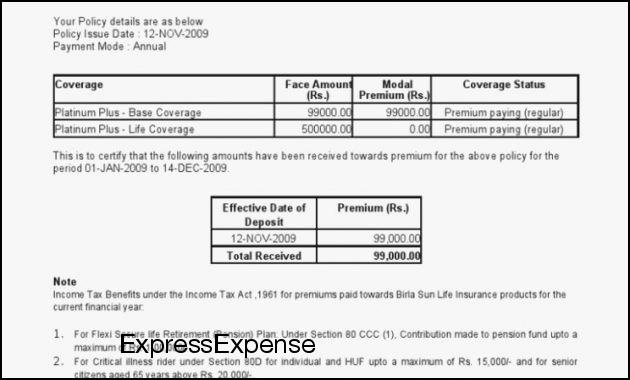 Your Policy details are as below
Policy Issue Date : 12-NOV-2009
Payment Mode : Annual
Coverage Face Amount (Rs.) Modal Premium (Rs.) Coverage Status
Platinum Plus - Base Coverage 99000.00 99000.00 Premium paying (regular)
Platinum Plus - Life Coverage 500000.00 0.00 Premium paying (regular)
This is to certify that the following amounts have been received towards premium for the above policy for the
period 01-JAN-2009 to 14-DEC-2009.
Effective Date of Deposit Premium (Rs.)
12-NOV-2009 99,000.00
Total Received 99,000.00
Note
Income Tax Benefits under the Income Tax Act ,1961 for premiums paid towards Birla Sun Life Insurance products for the
current financial year:
1. For Flexi Secure life Retirement (Pension) Plan: Under Section 80 CCC (1), Contribution made to pension fund upto a
maximum
ExpressExpense
2. For Critical illness rider under Section 80D for individual and HUF upto a maximum of Rs. 15,000/- and for senior
citizens aged 65 years above Rs. 20,000/-